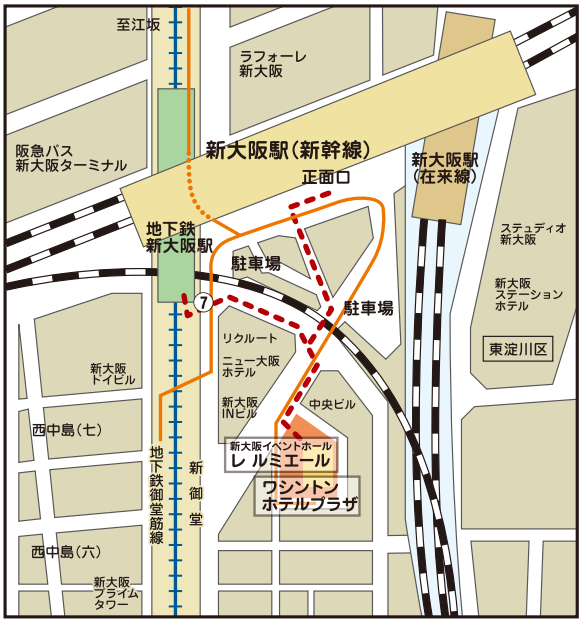 至江坂
ラフォーレ
新大阪
阪急バス
新大阪ターミナル
新大阪駅(新幹線)
正面口
新大阪駅
(在来線)
地下鉄
新大阪駅
駐車場
駐車場
ステュディオ
新大阪
新大阪
ステーション
ホテル
東淀川区
7
リクルート
ニュー大阪
ホテル
新大阪
INビル
中央ビル
新大阪
ドイビル
西中島(七)
地下鉄御堂筋線
新御堂
新大阪イベントホール
レ ルミエール
ワシントン
ホテルプラザ
西中島(六)
新大阪
プライム
タワー